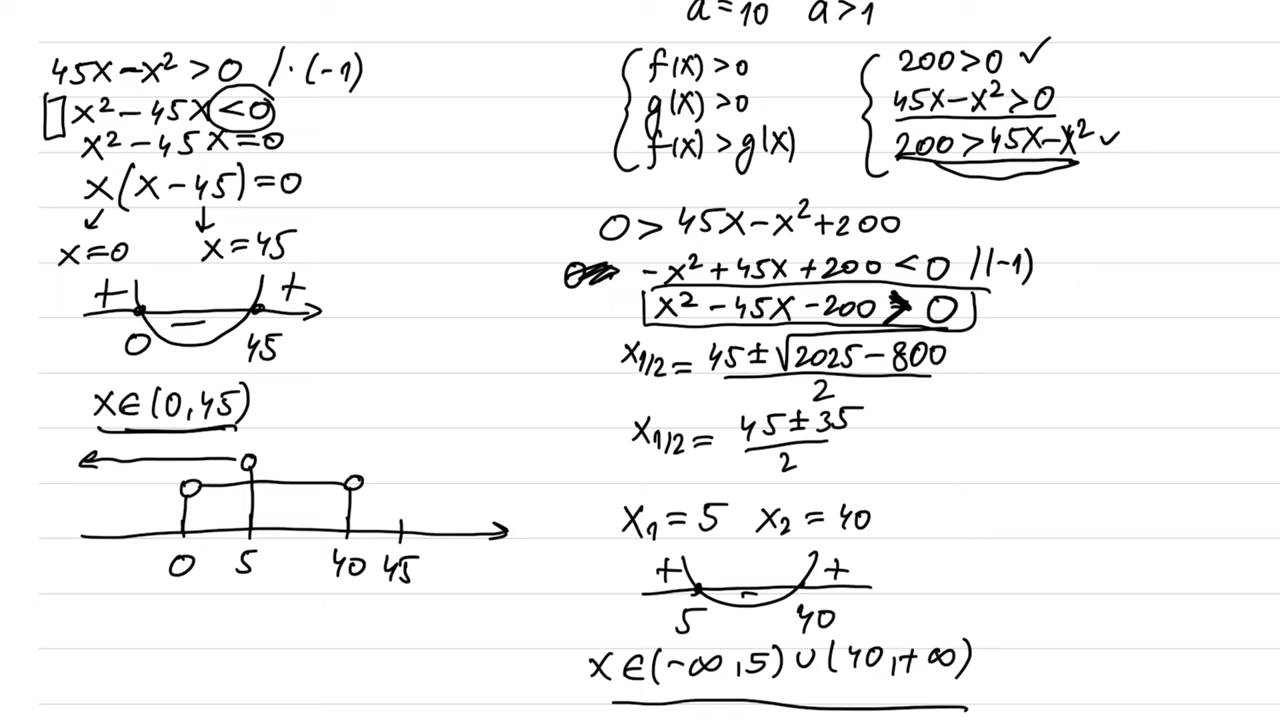 a = 10 a > 1
45x - x² > 0 / · (-1)
x² - 45x < 0
x² - 45x = 0
x(x - 45) = 0
x = 0 x = 45
+ - +
0 45
x ∈ (0, 45)
0 5 40 45
f(x) > 0
g(x) > 0
f(x) > g(x)
200 > 0 ✓
45x - x² > 0
200 > 45x - x² ✓
0 > 45x - x² + 200
-x² + 45x + 200 < 0 / (-1)
x² - 45x - 200 > 0
x1/2 = 45 ± √2025 - 800 / 2
x1/2 = 45 ± 35 / 2
x₁ = 5 x₂ = 40
+ - +
5 40
x ∈ (-∞, 5) ∪ (40, +∞)